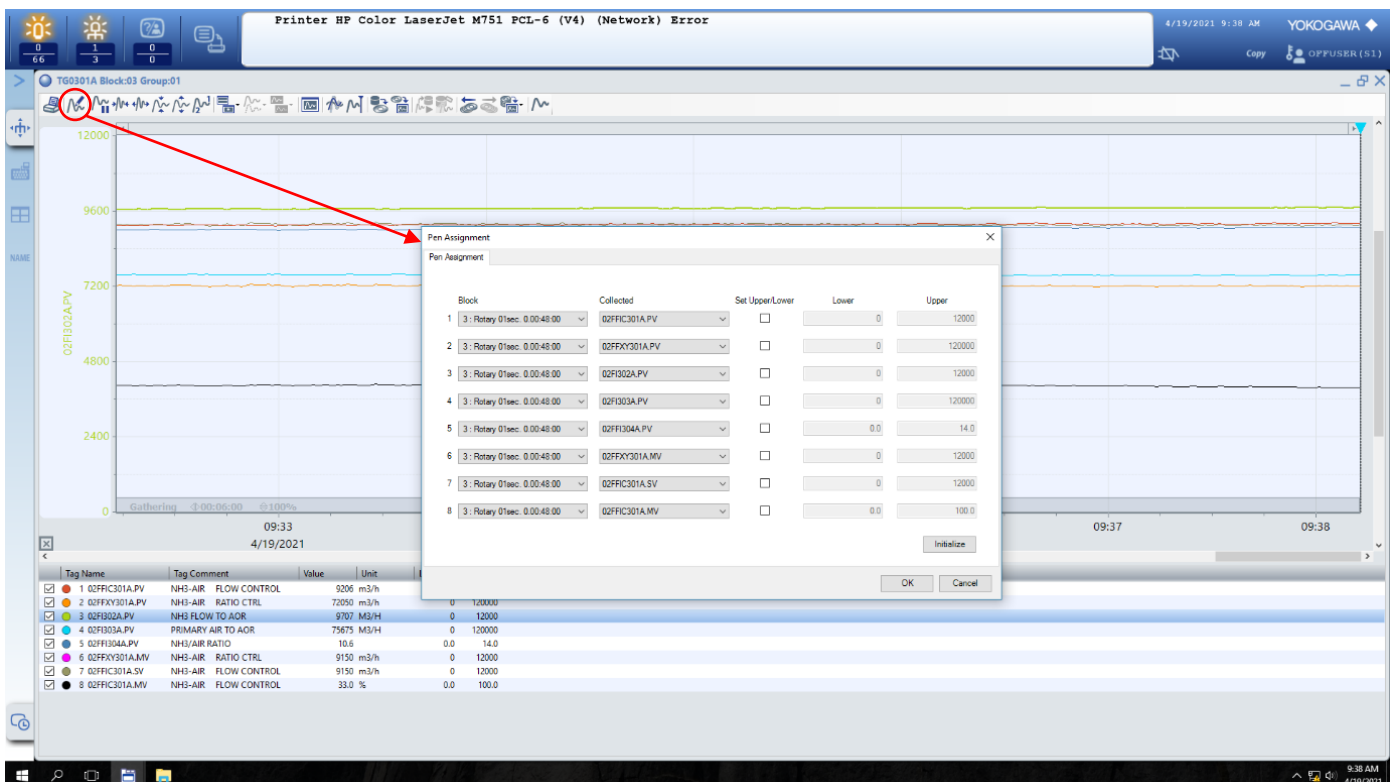 Printer HP Color LaserJet M751 PCL-6 (V4) (Network) Error
4/19/2021 9:38 AM
YOKOGAWA
0
66
1
3
0
0
Copy
OFFUSER(S1)
TG0301A Block:03 Group:01
NAME
02FI302A.PV
12000
9600
7200
4800
2400
0
Gathering 00:06:00 100%
09:33
4/19/2021
09:37
09:38
Pen Assignment
Pen Assignment
Block Collected Set Upper/Lower Lower Upper
1 3 : Rotary 01sec. 0.00:48:00 02FFIC301A.PV 0 12000
2 3 : Rotary 01sec. 0.00:48:00 02FFXY301A.PV 0 120000
3 3 : Rotary 01sec. 0.00:48:00 02FI302A.PV 0 12000
4 3 : Rotary 01sec. 0.00:48:00 02FI303A.PV 0 120000
5 3 : Rotary 01sec. 0.00:48:00 02FFI304A.PV 0.0 14.0
6 3 : Rotary 01sec. 0.00:48:00 02FFXY301A.MV 0 12000
7 3 : Rotary 01sec. 0.00:48:00 02FFIC301A.SV 0 12000
8 3 : Rotary 01sec. 0.00:48:00 02FFIC301A.MV 0.0 100.0
Initialize
OK Cancel
Tag Name Tag Comment Value Unit
1 02FFIC301A.PV NH3-AIR FLOW CONTROL 9206 m3/h
2 02FFXY301A.PV NH3-AIR RATIO CTRL 72050 m3/h 0 120000
3 02FI302A.PV NH3 FLOW TO AOR 9707 M3/H 0 12000
4 02FI303A.PV PRIMARY AIR TO AOR 75675 M3/H 0 120000
5 02FFI304A.PV NH3/AIR RATIO 10.6 0.0 14.0
6 02FFXY301A.MV NH3-AIR RATIO CTRL 9150 m3/h 0 12000
7 02FFIC301A.SV NH3-AIR FLOW CONTROL 9150 m3/h 0 12000
8 02FFIC301A.MV NH3-AIR FLOW CONTROL 33.0 % 0.0 100.0
9:38 AM
4/19/2021